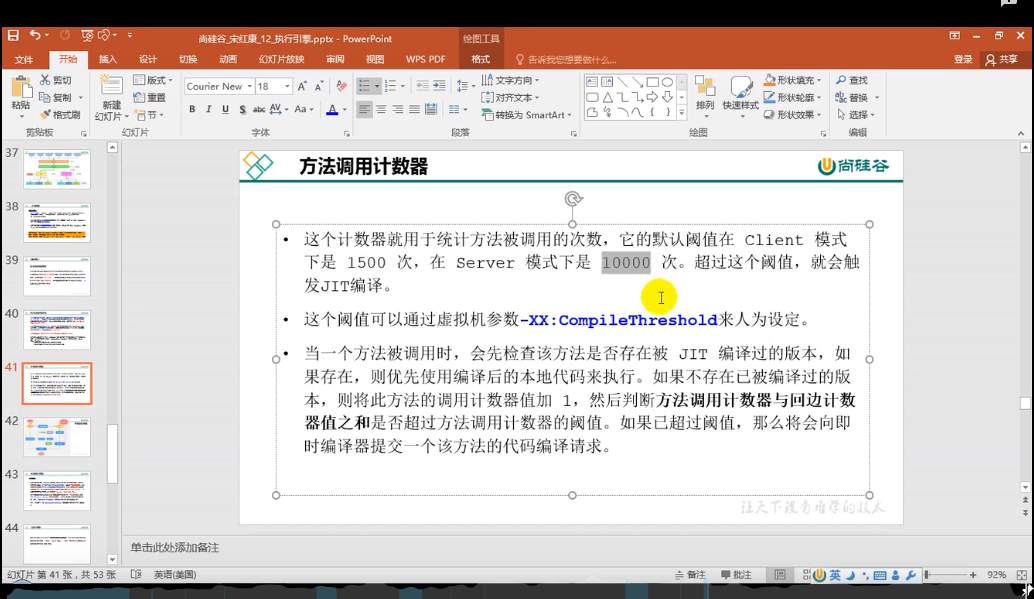 尚硅谷_宋红康_12_执行引擎.pptx - PowerPoint
绘图工具
文件 开始 插入 设计 切换 动画 幻灯片放映 审阅 视图 WPS PDF 格式 告诉我您想要做什么... 登录 共享
粘贴 剪切 复制 格式刷 剪贴板
新建幻灯片 版式 重置 节 幻灯片
Courier New 18 字体
B I U S abc AV Aa A
文字方向 对齐文本 转换为 SmartArt 段落
排列 快速样式 形状填充 形状轮廓 形状效果 绘图
查找 替换 选择 编辑
37
38
39
40
41
42
43
44
方法调用计数器
尚硅谷
• 这个计数器就用于统计方法被调用的次数，它的默认阈值在 Client 模式
下是 1500 次，在 Server 模式下是 10000 次。超过这个阈值，就会触
发JIT编译。
• 这个阈值可以通过虚拟机参数-XX:CompileThreshold来人为设定。
• 当一个方法被调用时，会先检查该方法是否存在被 JIT 编译过的版本，如
果存在，则优先使用编译后的本地代码来执行。如果不存在已被编译过的版
本，则将此方法的调用计数器值加 1，然后判断方法调用计数器与回边计数
器值之和是否超过方法调用计数器的阈值。如果已超过阈值，那么将会向即
时编译器提交一个该方法的代码编译请求。
让天下没有难学的技术
单击此处添加备注
幻灯片 第 41 张，共 53 张 英语(美国) 备注 批注 英 92%